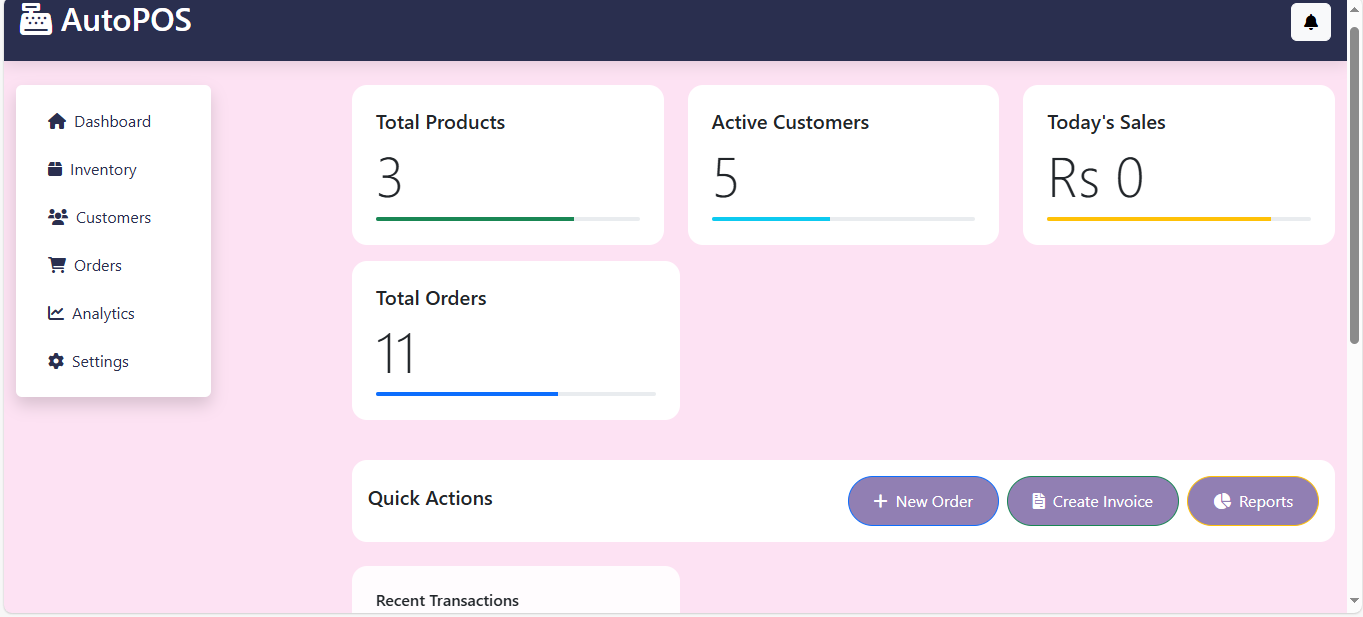 AutoPOS
Dashboard
Inventory
Customers
Orders
Analytics
Settings
Total Products
3
Active Customers
5
Today's Sales
Rs 0
Total Orders
11
Quick Actions
New Order
Create Invoice
Reports
Recent Transactions